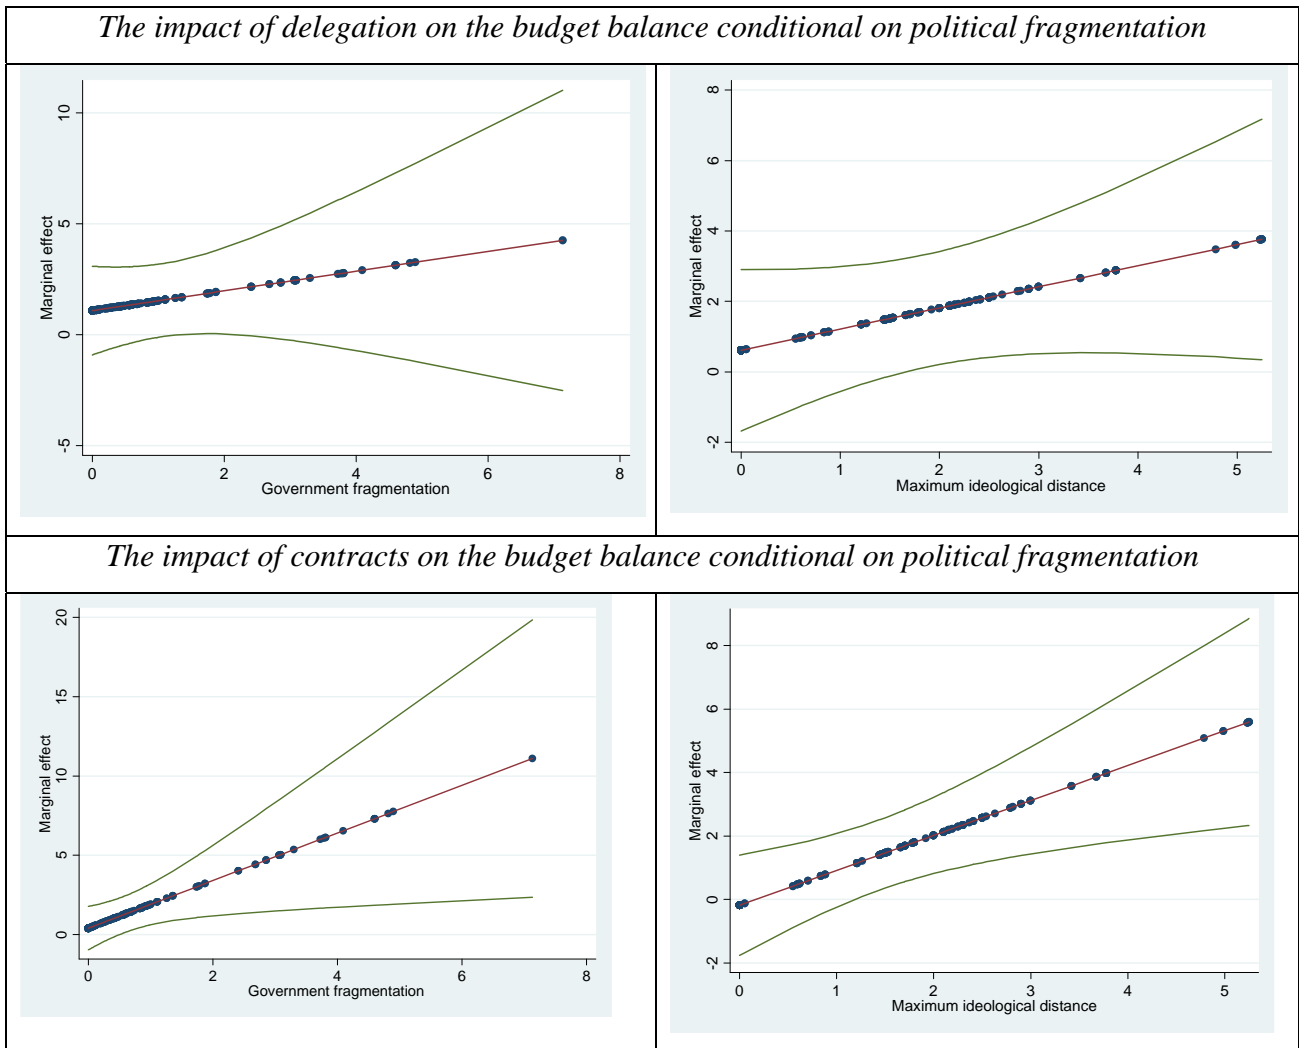 The impact of delegation on the budget balance conditional on political fragmentation
10
5
0
-5
Marginal effect
0 2 4 6 8
Government fragmentation
8
6
4
2
0
-2
Marginal effect
0 1 2 3 4 5
Maximum ideological distance
The impact of contracts on the budget balance conditional on political fragmentation
20
15
10
5
0
Marginal effect
0 2 4 6 8
Government fragmentation
8
6
4
2
0
-2
Marginal effect
0 1 2 3 4 5
Maximum ideological distance